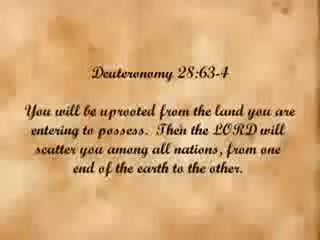 Deuteronomy 28:63-4
You will be uprooted from the land you are
entering to possess. Then the LORD will
scatter you among all nations, from one
end of the earth to the other.